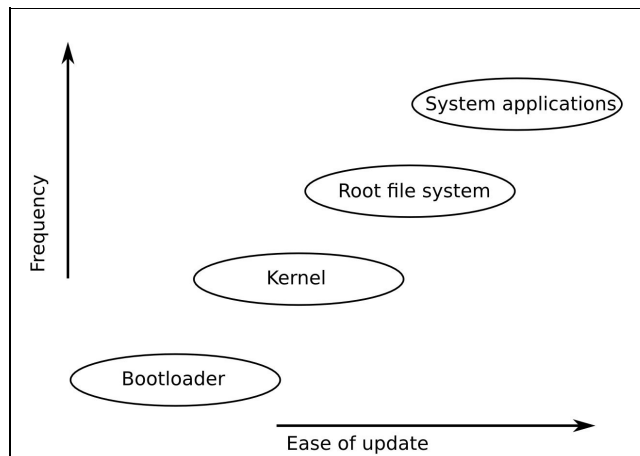 System applications
Root file system
Frequency
Kernel
Bootloader
Ease of update